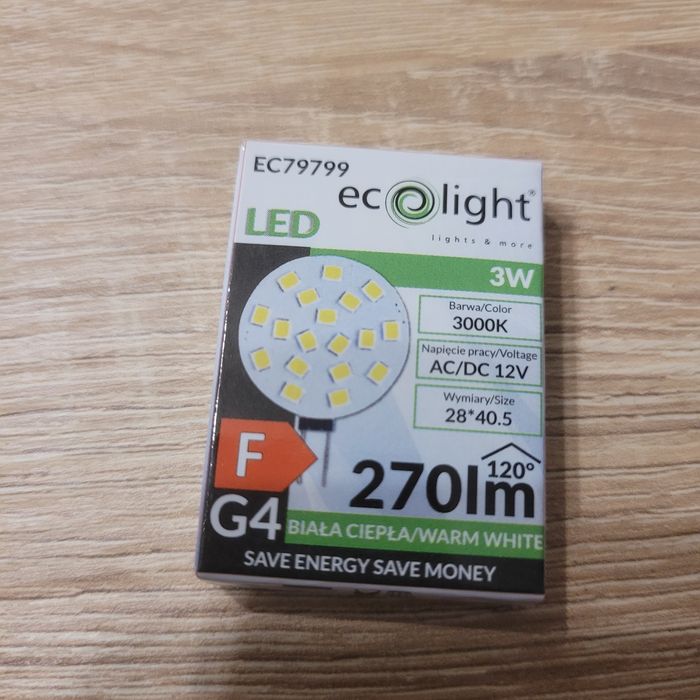 EC79799
ecolight®
LED
lights & more
3W
Barwa/Color
3000K
Napięcie pracy/Voltage
AC/DC 12V
Wymiary/Size
28*40.5
F
120°
270lm
G4
BIAŁA CIEPŁA/WARM WHITE
SAVE ENERGY SAVE MONEY